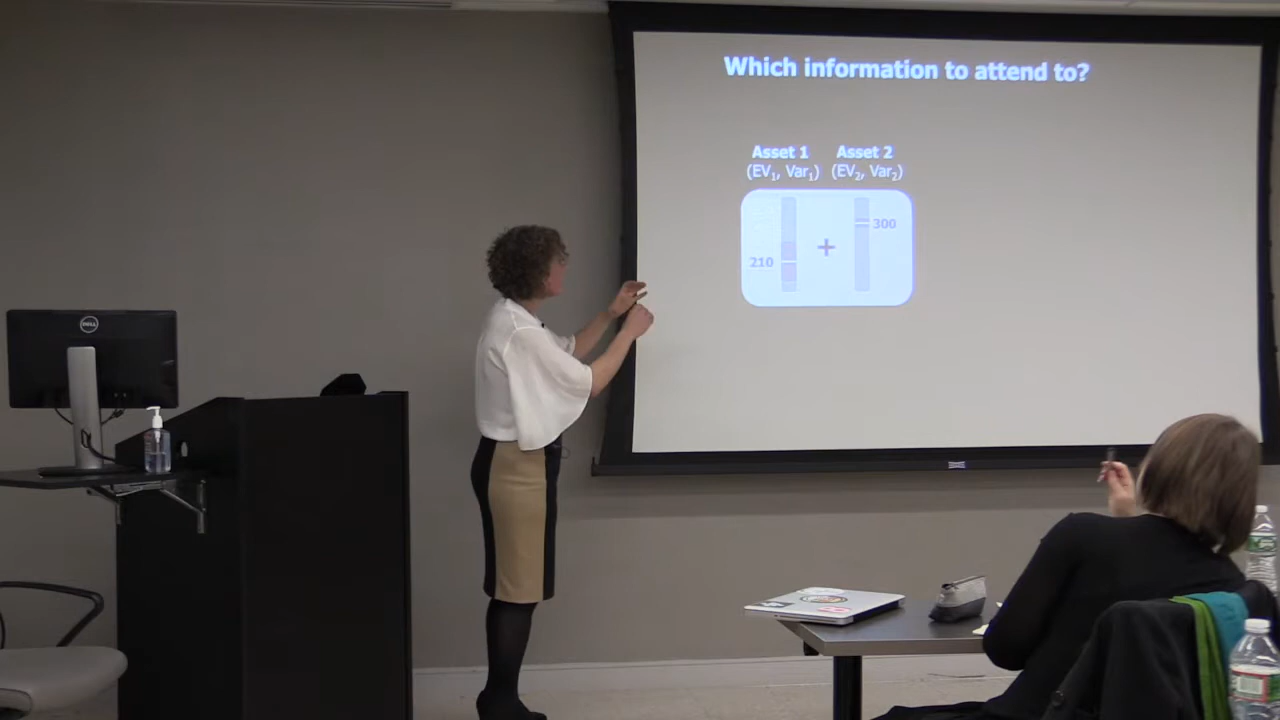 Which information to attend to?
Asset 1 Asset 2
(EV1, Var1) (EV2, Var2)
300
+
210
DELL